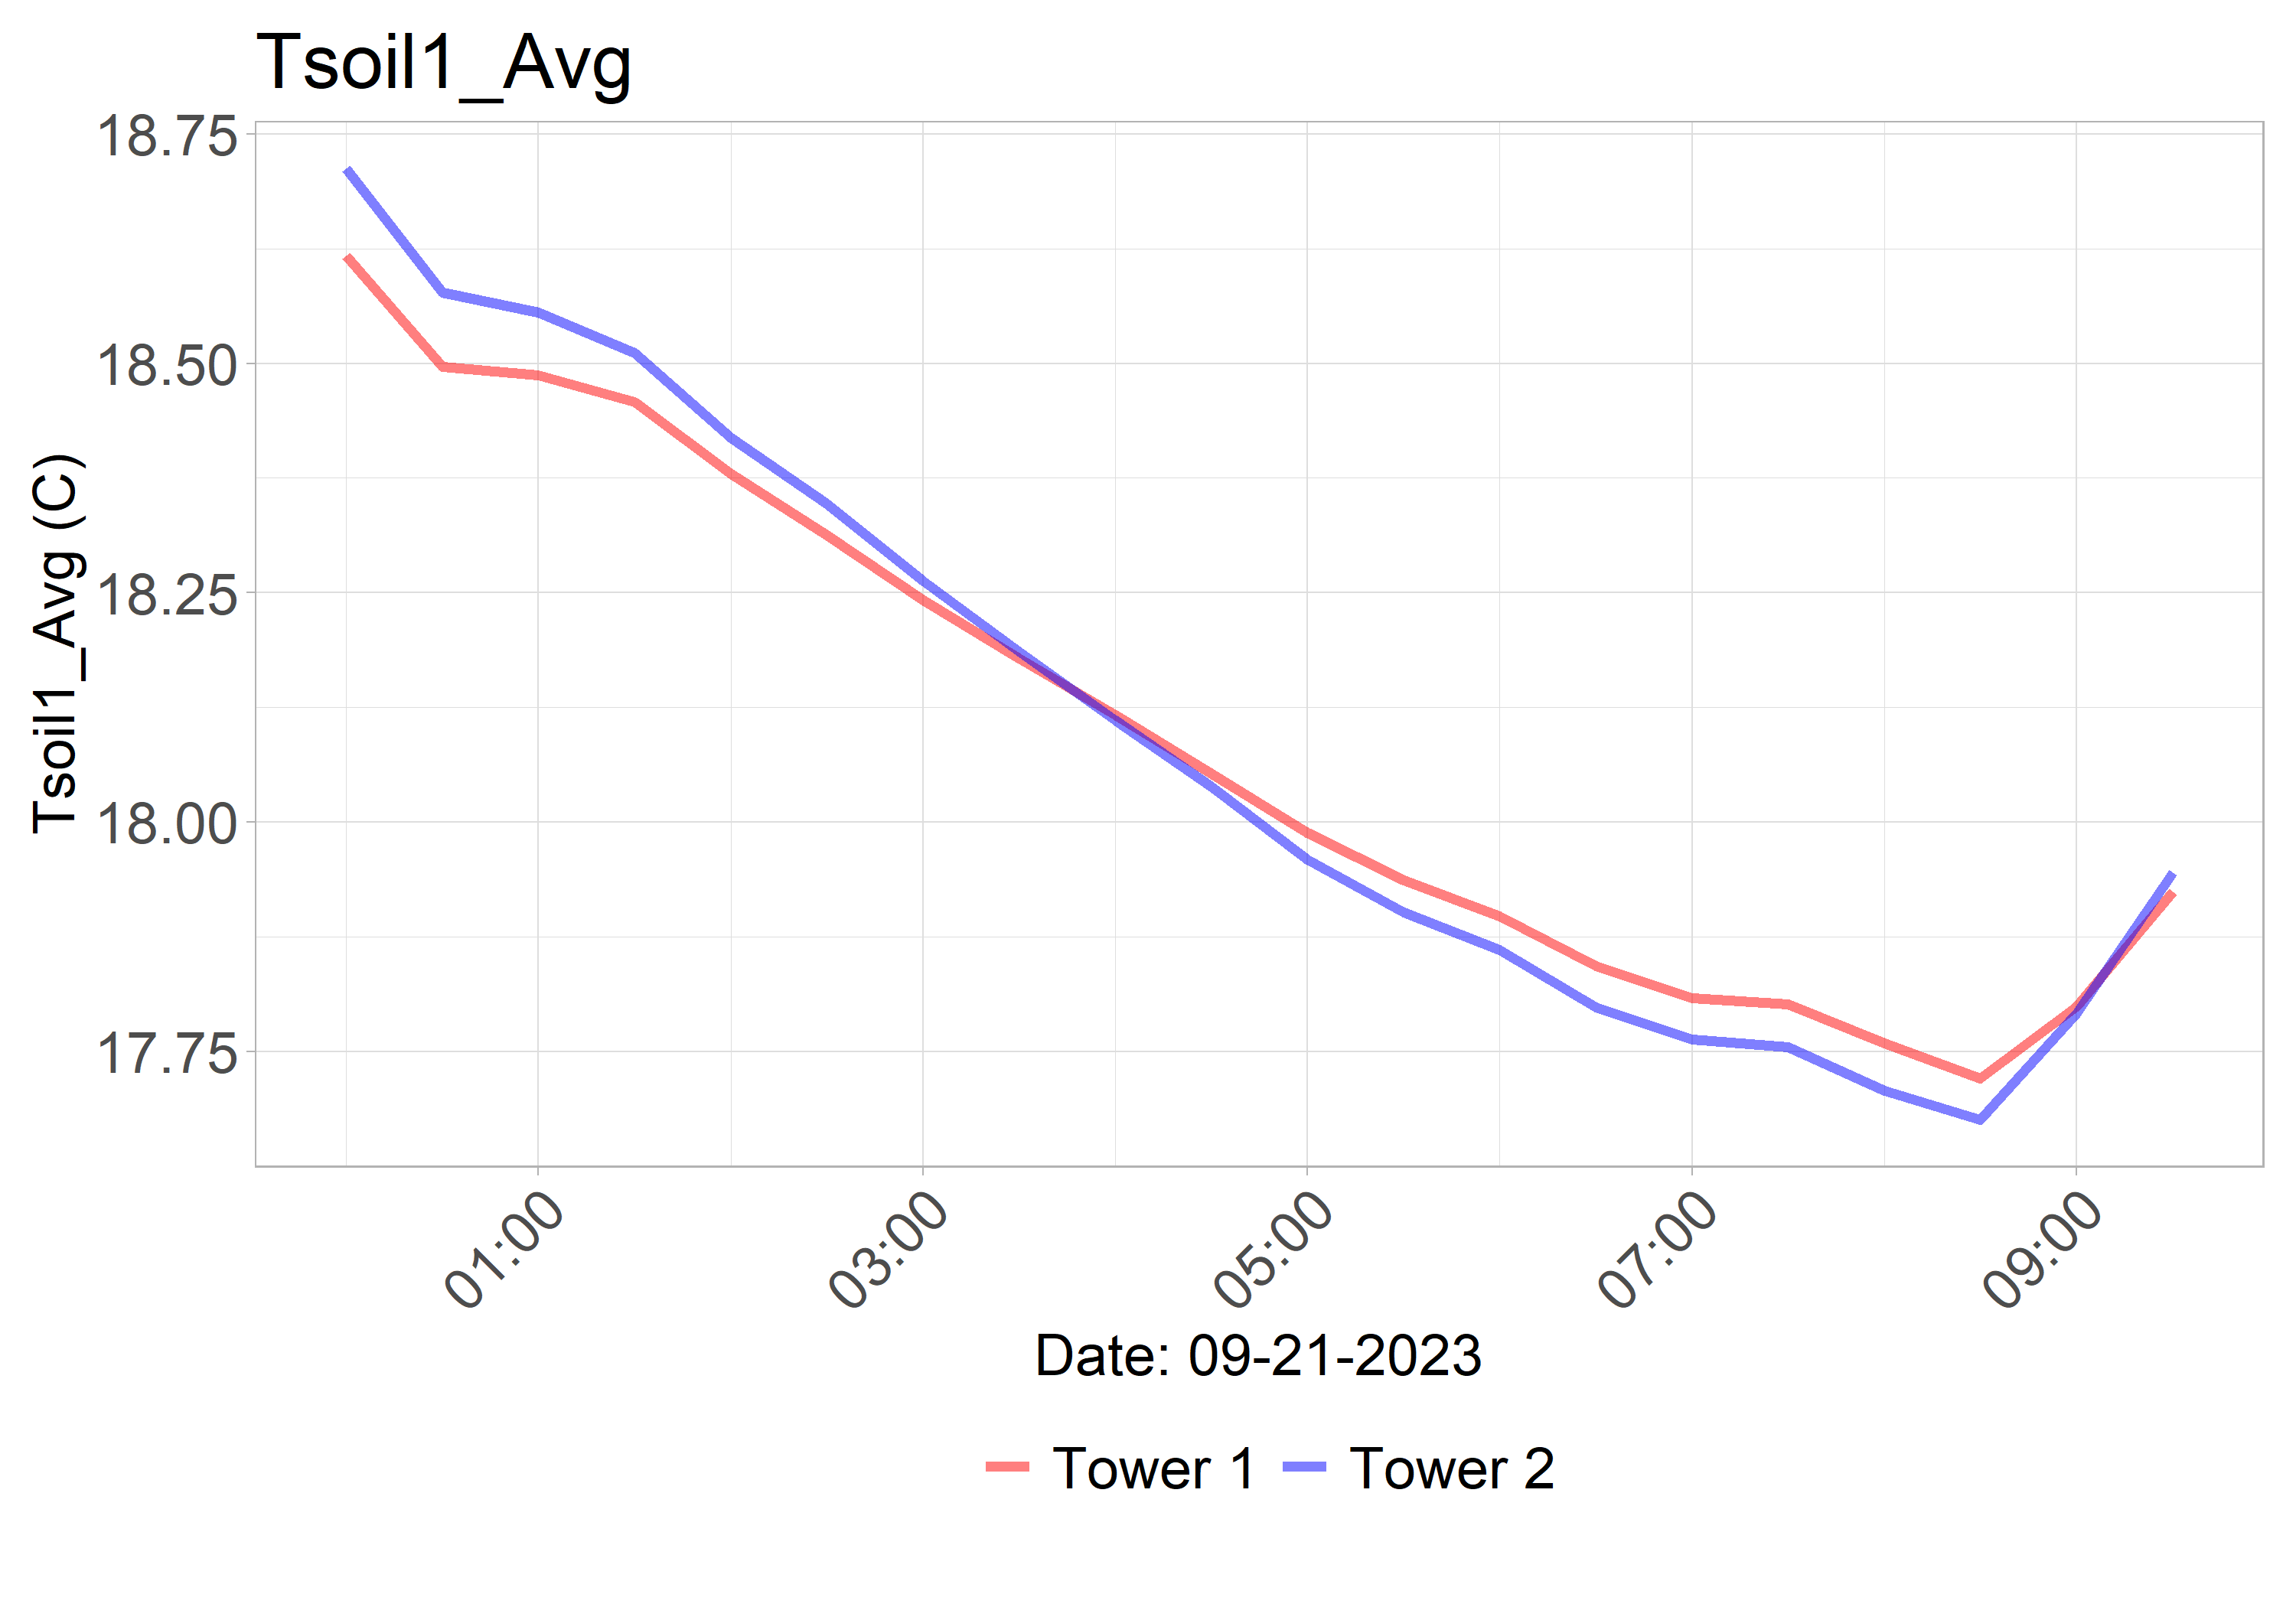 Tsoil1_Avg
18.75
18.50
18.25
18.00
17.75
Tsoil1_Avg (C)
01:00
03:00
05:00
07:00
09:00
Date: 09-21-2023
Tower 1
Tower 2